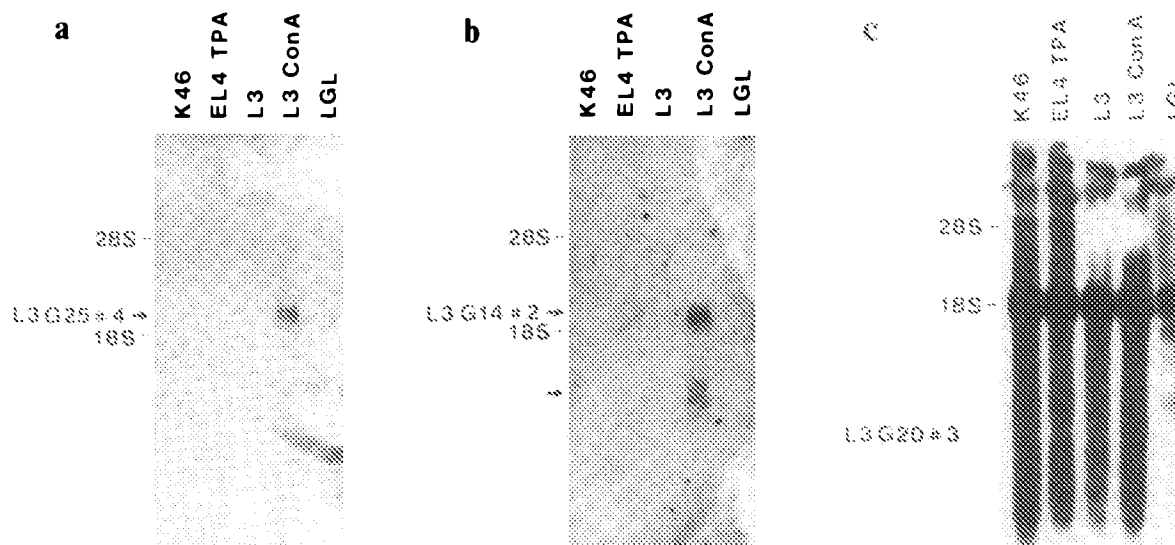 a
K46
EL4 TPA
L3
L3 ConA
LGL
28S
L3G25#4
18S
b
K46
EL4 TPA
L3
L3 ConA
LGL
28S
L3G14#2
18S
c
K46
EL4 TPA
L3
L3 ConA
LGL
28S
18S
L3G20#3